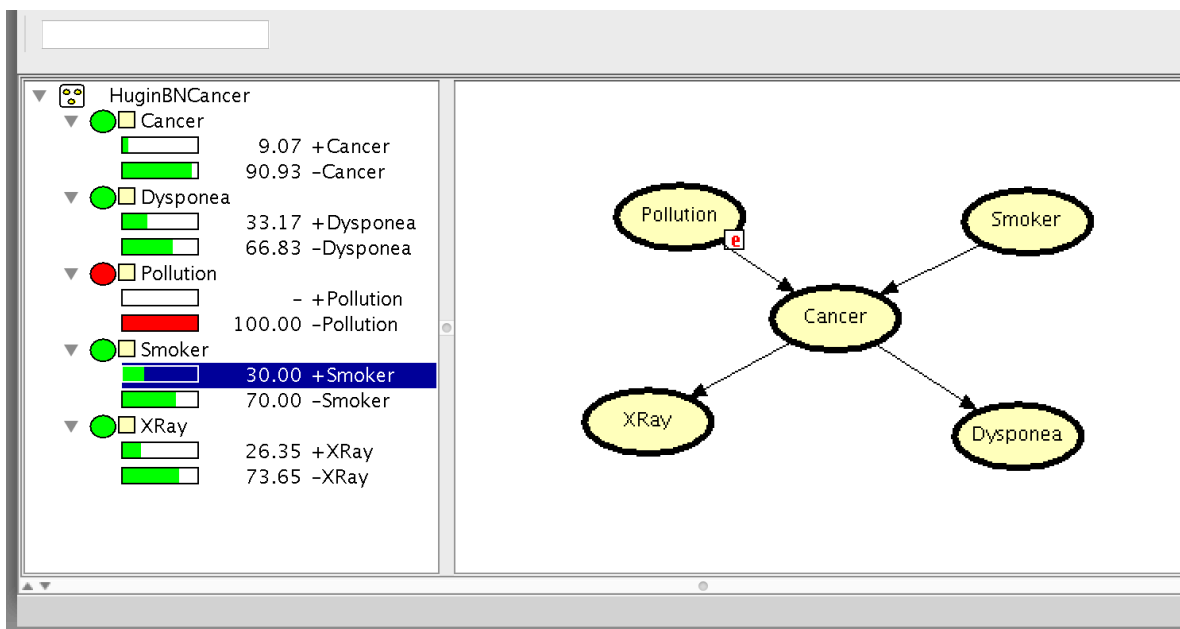 HuginBNCancer
Cancer
9.07 +Cancer
90.93 -Cancer
Dysponea
33.17 +Dysponea
66.83 -Dysponea
Pollution
- +Pollution
100.00 -Pollution
Smoker
30.00 +Smoker
70.00 -Smoker
XRay
26.35 +XRay
73.65 -XRay
Pollution
e
Smoker
Cancer
XRay
Dysponea